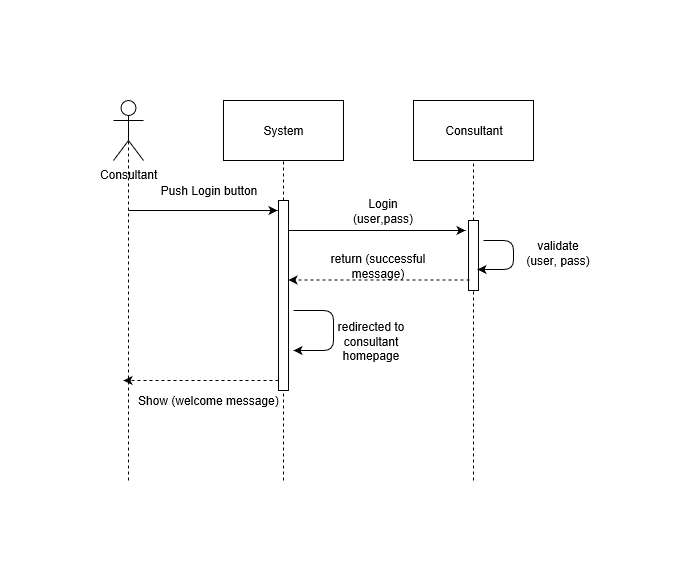 System
Consultant
Consultant
Push Login button
Login
(user,pass)
validate
(user, pass)
return (successful
message)
redirected to
consultant
homepage
Show (welcome message)